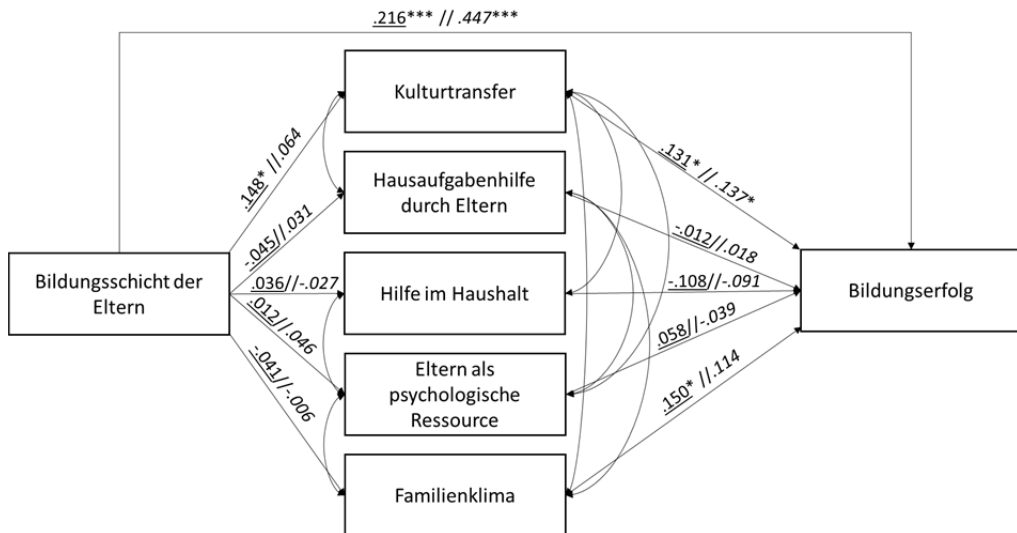 .216*** // .447***
Kulturtransfer
.148* //.064
.131* // .137*
Hausaufgabenhilfe
durch Eltern
-.045//.031
-.012//.018
Bildungsschicht der
Eltern
.036//-.027
Hilfe im Haushalt
-.108//-.091
Bildungserfolg
.012//.046
.058//-.039
Eltern als
psychologische
Ressource
-.041//-.006
.150* //.114
Familienklima